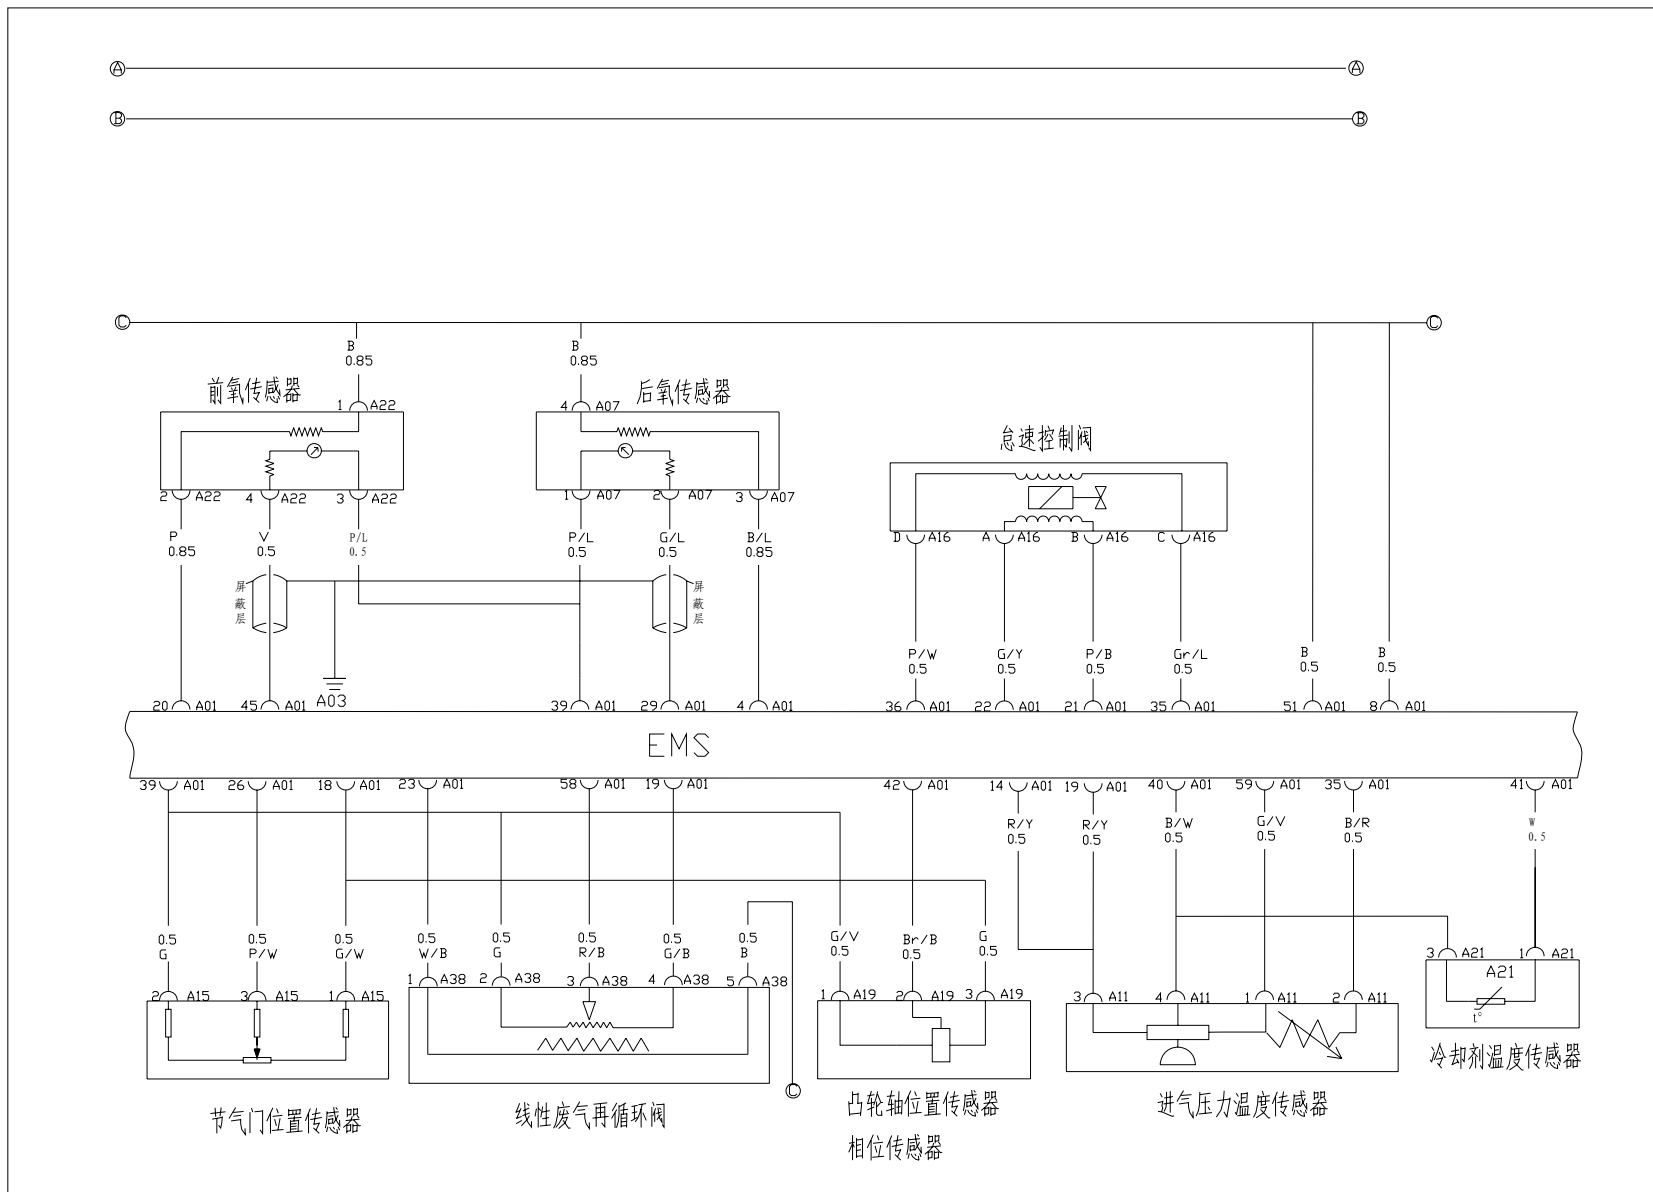 A A
B B
C C
B B
0.85 0.85
前氧传感器 后氧传感器
1 A22 4 A07
怠速控制阀
2 A22 4 A22 3 A22 1 A07 2 A07 3 A07
D A16 A A16 B A16 C A16
P V P/L P/L G/L B/L
0.85 0.5 0.5 0.5 0.5 0.85
屏 屏
蔽 蔽
层 层
P/W G/Y P/B Gr/L B B
0.5 0.5 0.5 0.5 0.5 0.5
A03
20 A01 45 A01 39 A01 29 A01 4 A01 36 A01 22 A01 21 A01 35 A01 51 A01 8 A01
EMS
39 A01 26 A01 18 A01 23 A01 58 A01 19 A01 42 A01 14 A01 19 A01 40 A01 59 A01 35 A01 41 A01
R/Y R/Y B/W G/V B/R W
0.5 0.5 0.5 0.5 0.5 0.5
0.5 0.5 0.5 0.5 0.5 0.5 0.5 0.5 G/V Br/B G
G P/W G/W W/B G R/B G/B B 0.5 0.5 0.5
3 A21 1 A21
1 A38 2 A38 3 A38 4 A38 5 A38
A21
2 A15 3 A15 1 A15 1 A19 2 A19 3 A19 3 A11 4 A11 1 A11 2 A11
t°
冷却剂温度传感器
C
节气门位置传感器 线性废气再循环阀 凸轮轴位置传感器 进气压力温度传感器
相位传感器